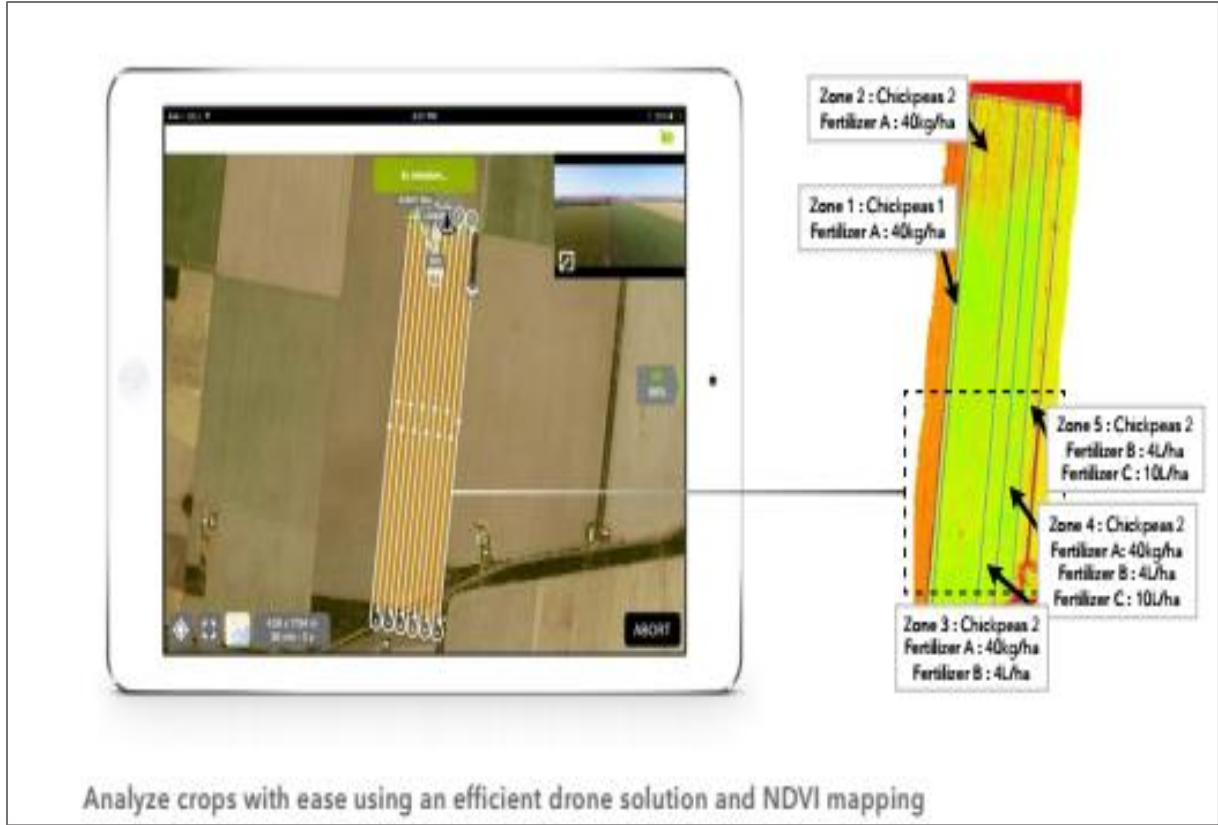 Zone 2 : Chickpeas 2
Fertilizer A : 40kg/ha
Zone 1 : Chickpeas 1
Fertilizer A : 40kg/ha
Zone 5 : Chickpeas 2
Fertilizer B : 4L/ha
Fertilizer C : 10L/ha
Zone 4 : Chickpeas 2
Fertilizer A: 40kg/ha
Fertilizer B : 4L/ha
Fertilizer C : 10L/ha
Zone 3 : Chickpeas 2
Fertilizer A : 40kg/ha
Fertilizer B : 4L/ha
ABORT
Analyze crops with ease using an efficient drone solution and NDVI mapping